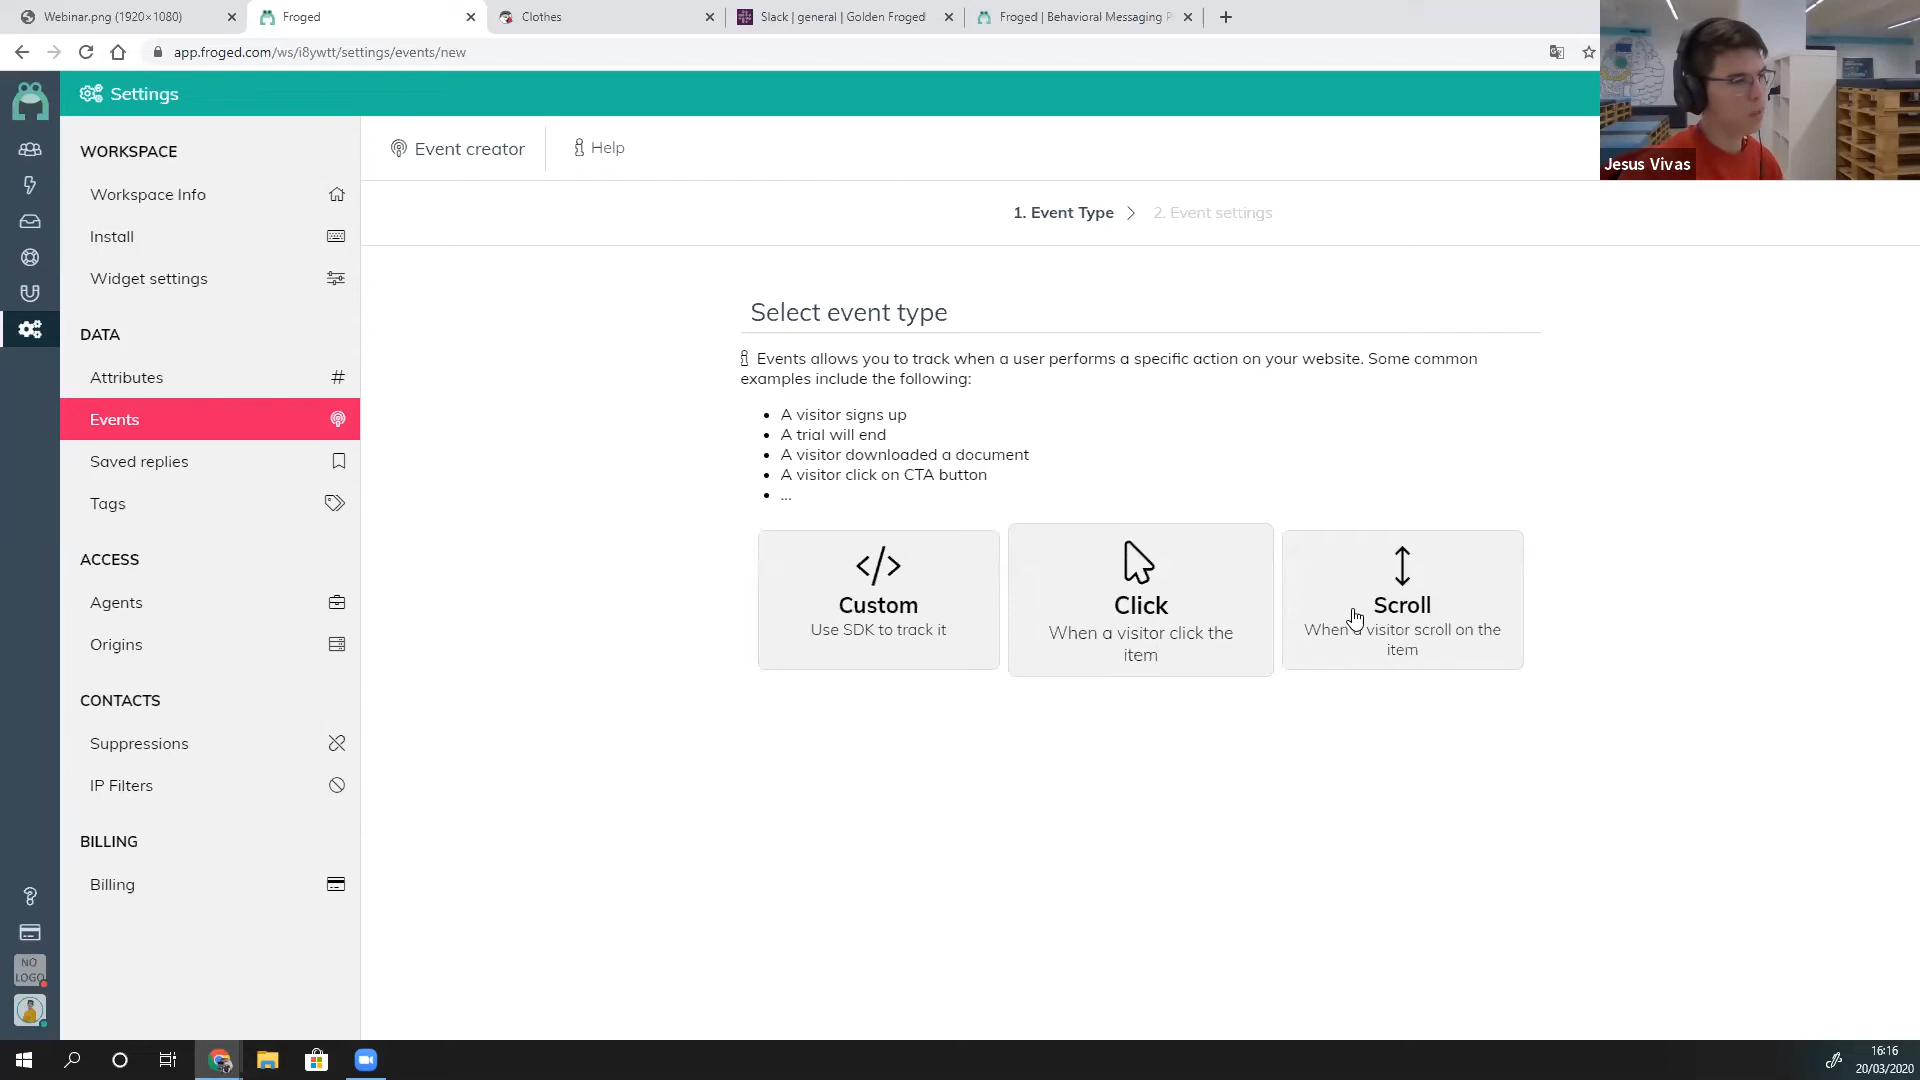 Webinar.png (1920×1080)
Froged
Clothes
Slack | general | Golden Froged
Froged | Behavioral Messaging P
app.froged.com/ws/i8ywtt/settings/events/new
Settings
Jesus Vivas
WORKSPACE
Workspace Info
Install
Widget settings
DATA
Attributes
Events
Saved replies
Tags
ACCESS
Agents
Origins
CONTACTS
Suppressions
IP Filters
BILLING
Billing
NO
LOGO
Event creator
Help
1. Event Type
2. Event settings
Select event type
Events allows you to track when a user performs a specific action on your website. Some common
examples include the following:
• A visitor signs up
• A trial will end
• A visitor downloaded a document
• A visitor click on CTA button
• ...
Custom
Use SDK to track it
Click
When a visitor click the
item
Scroll
When a visitor scroll on the
item
16:16
20/03/2020